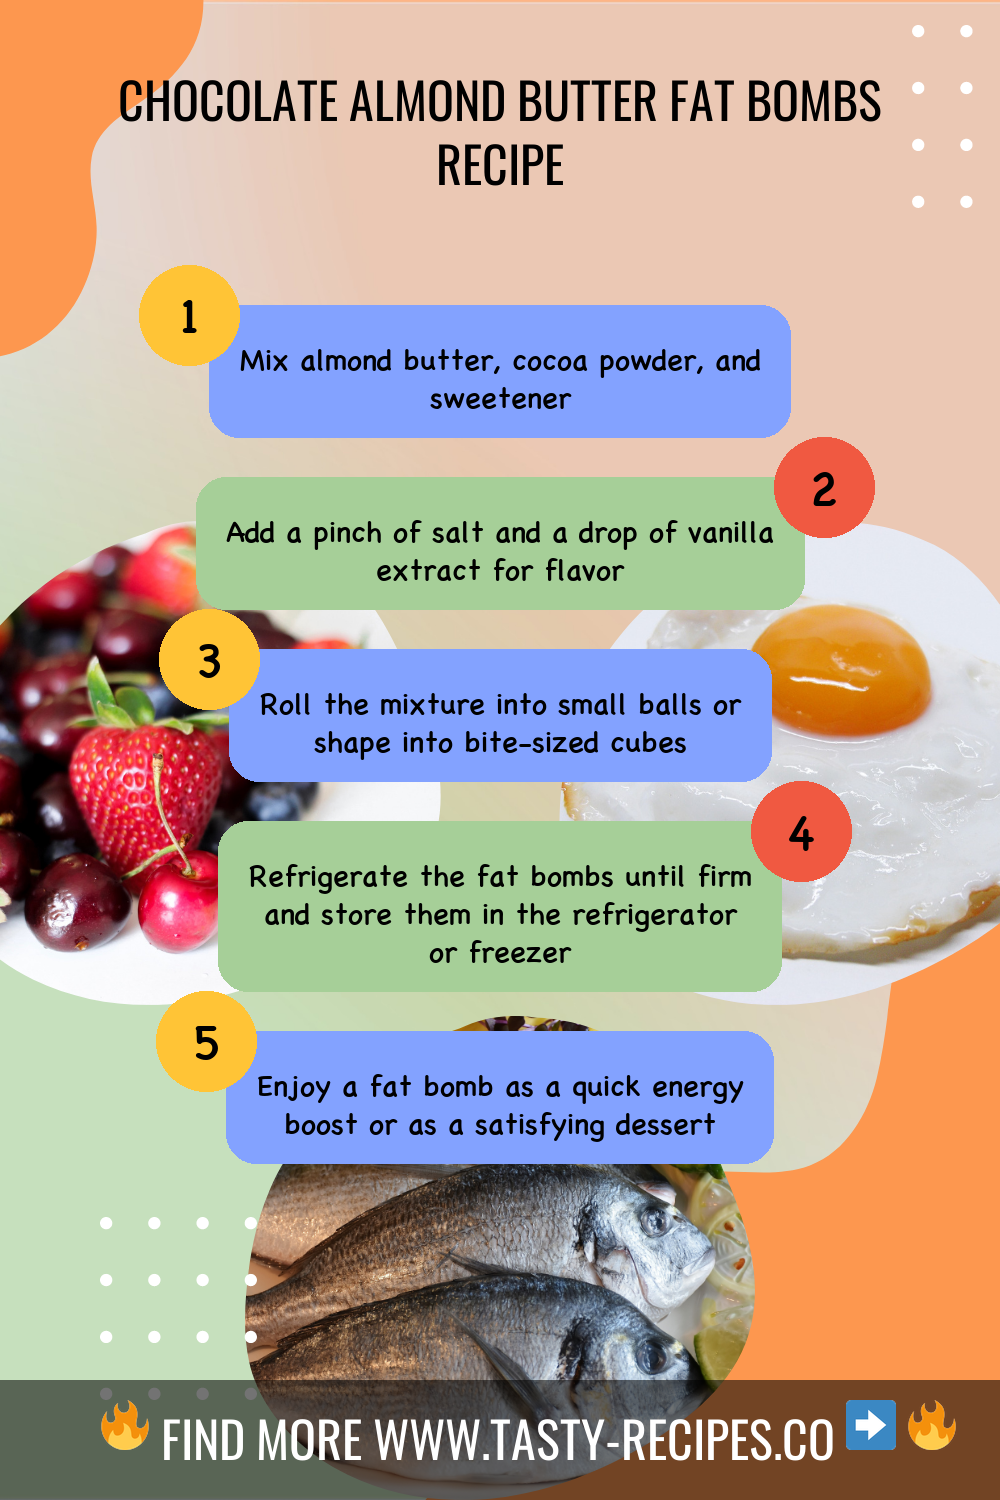 CHOCOLATE ALMOND BUTTER FAT BOMBS
RECIPE
1
Mix almond butter, cocoa powder, and
sweetener
2
Add a pinch of salt and a drop of vanilla
extract for flavor
3
Roll the mixture into small balls or
shape into bite-sized cubes
4
Refrigerate the fat bombs until firm
and store them in the refrigerator
or freezer
5
Enjoy a fat bomb as a quick energy
boost or as a satisfying dessert
🔥 FIND MORE WWW.TASTY-RECIPES.CO ➡️ 🔥